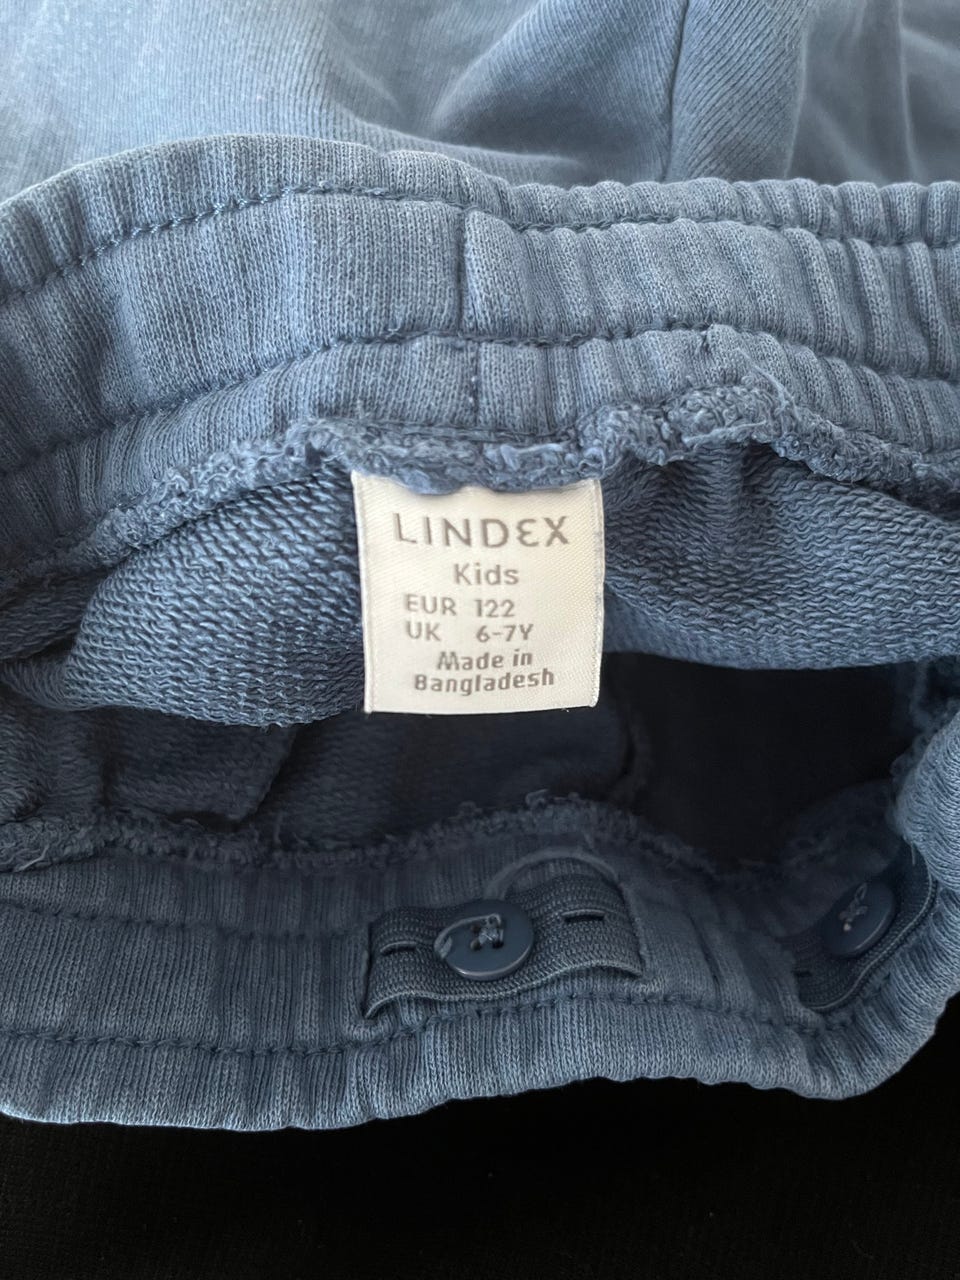 LINDEX
Kids
EUR 122
UK 6-7Y
Made in
Bangladesh